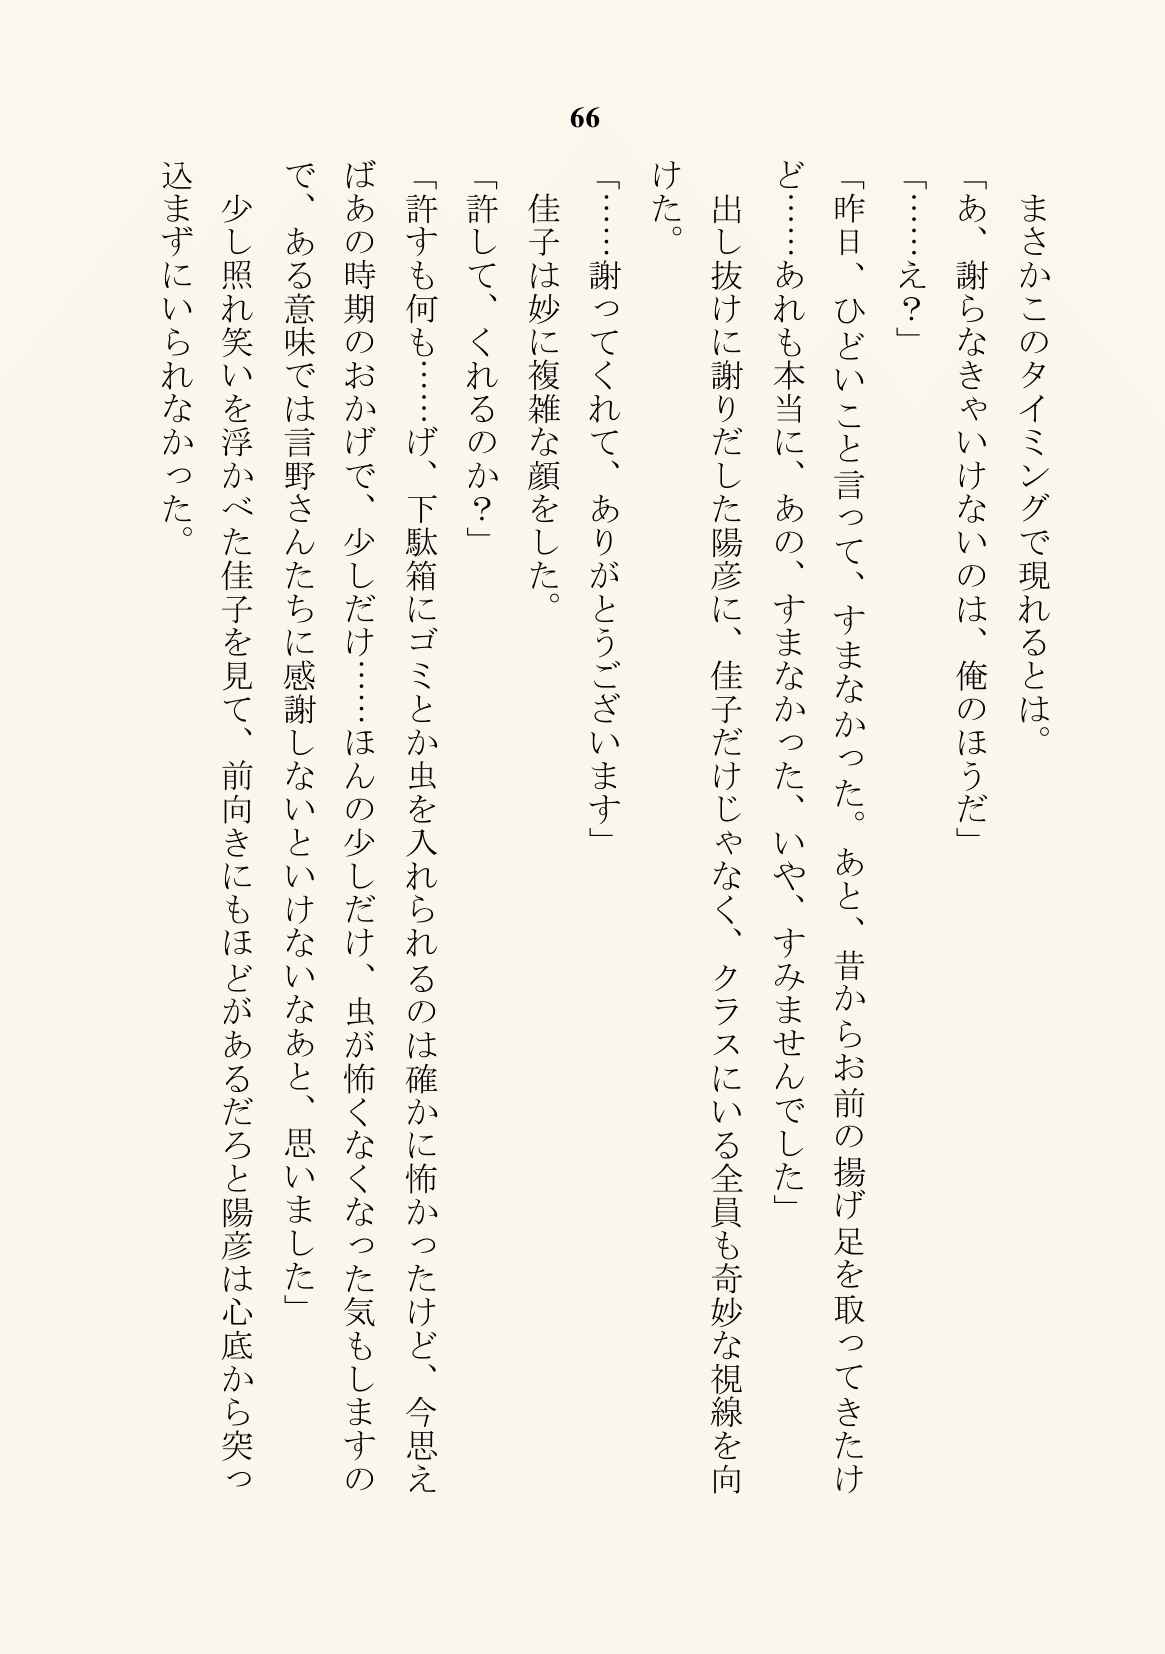 66
まさかこのタイミングで現れるとは。
「あ、謝らなきゃいけないのは、俺のほうだ」
「……え？」
「昨日、ひどいこと言って、すまなかった。あと、昔からお前の揚げ足を取ってきたけ
ど……あれも本当に、あの、すまなかった、いや、すみませんでした」
出し抜けに謝りだした陽彦に、佳子だけじゃなく、クラスにいる全員も奇妙な視線を向
けた。
「……謝ってくれて、ありがとうございます」
佳子は妙に複雑な顔をした。
「許して、くれるのか？」
「許すも何も……げ、下駄箱にゴミとか虫を入れられるのは確かに怖かったけど、今思え
ばあの時期のおかげで、少しだけ……ほんの少しだけ、虫が怖くなくなった気もしますの
で、ある意味では言野さんたちに感謝しないといけないなあと、思いました」
少し照れ笑いを浮かべた佳子を見て、前向きにもほどがあるだろと陽彦は心底から突っ
込まずにいられなかった。